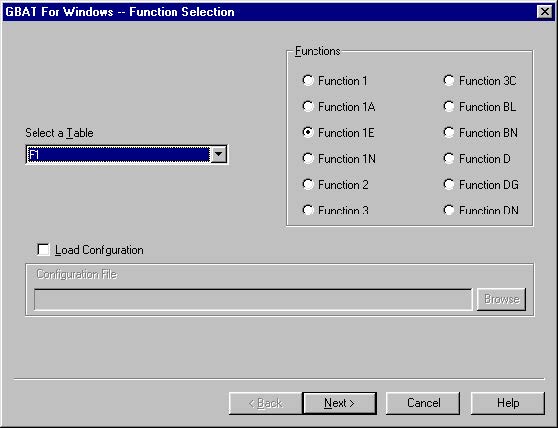 GBAT For Windows -- Function Selection
Functions
Function 1
Function 3C
Function 1A
Function BL
Select a Table
Function 1E
Function BN
F1
Function 1N
Function D
Function 2
Function DG
Function 3
Function DN
Load Confguration
Configuration File
Browse
< Back
Next >
Cancel
Help